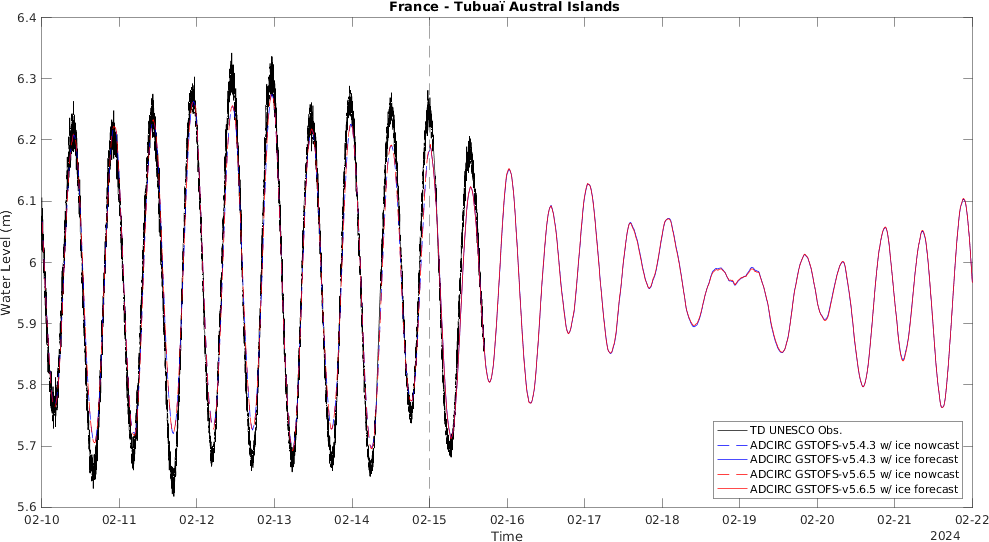 France - Tubuaï Austral Islands
6.4
6.3
6.2
6.1
6
5.9
5.8
5.7
5.6
Water Level (m)
TD UNESCO Obs.
ADCIRC GSTOFS-v5.4.3 w/ ice nowcast
ADCIRC GSTOFS-v5.4.3 w/ ice forecast
ADCIRC GSTOFS-v5.6.5 w/ ice nowcast
ADCIRC GSTOFS-v5.6.5 w/ ice forecast
02-10 02-11 02-12 02-13 02-14 02-15 02-16 02-17 02-18 02-19 02-20 02-21 02-22
Time 2024